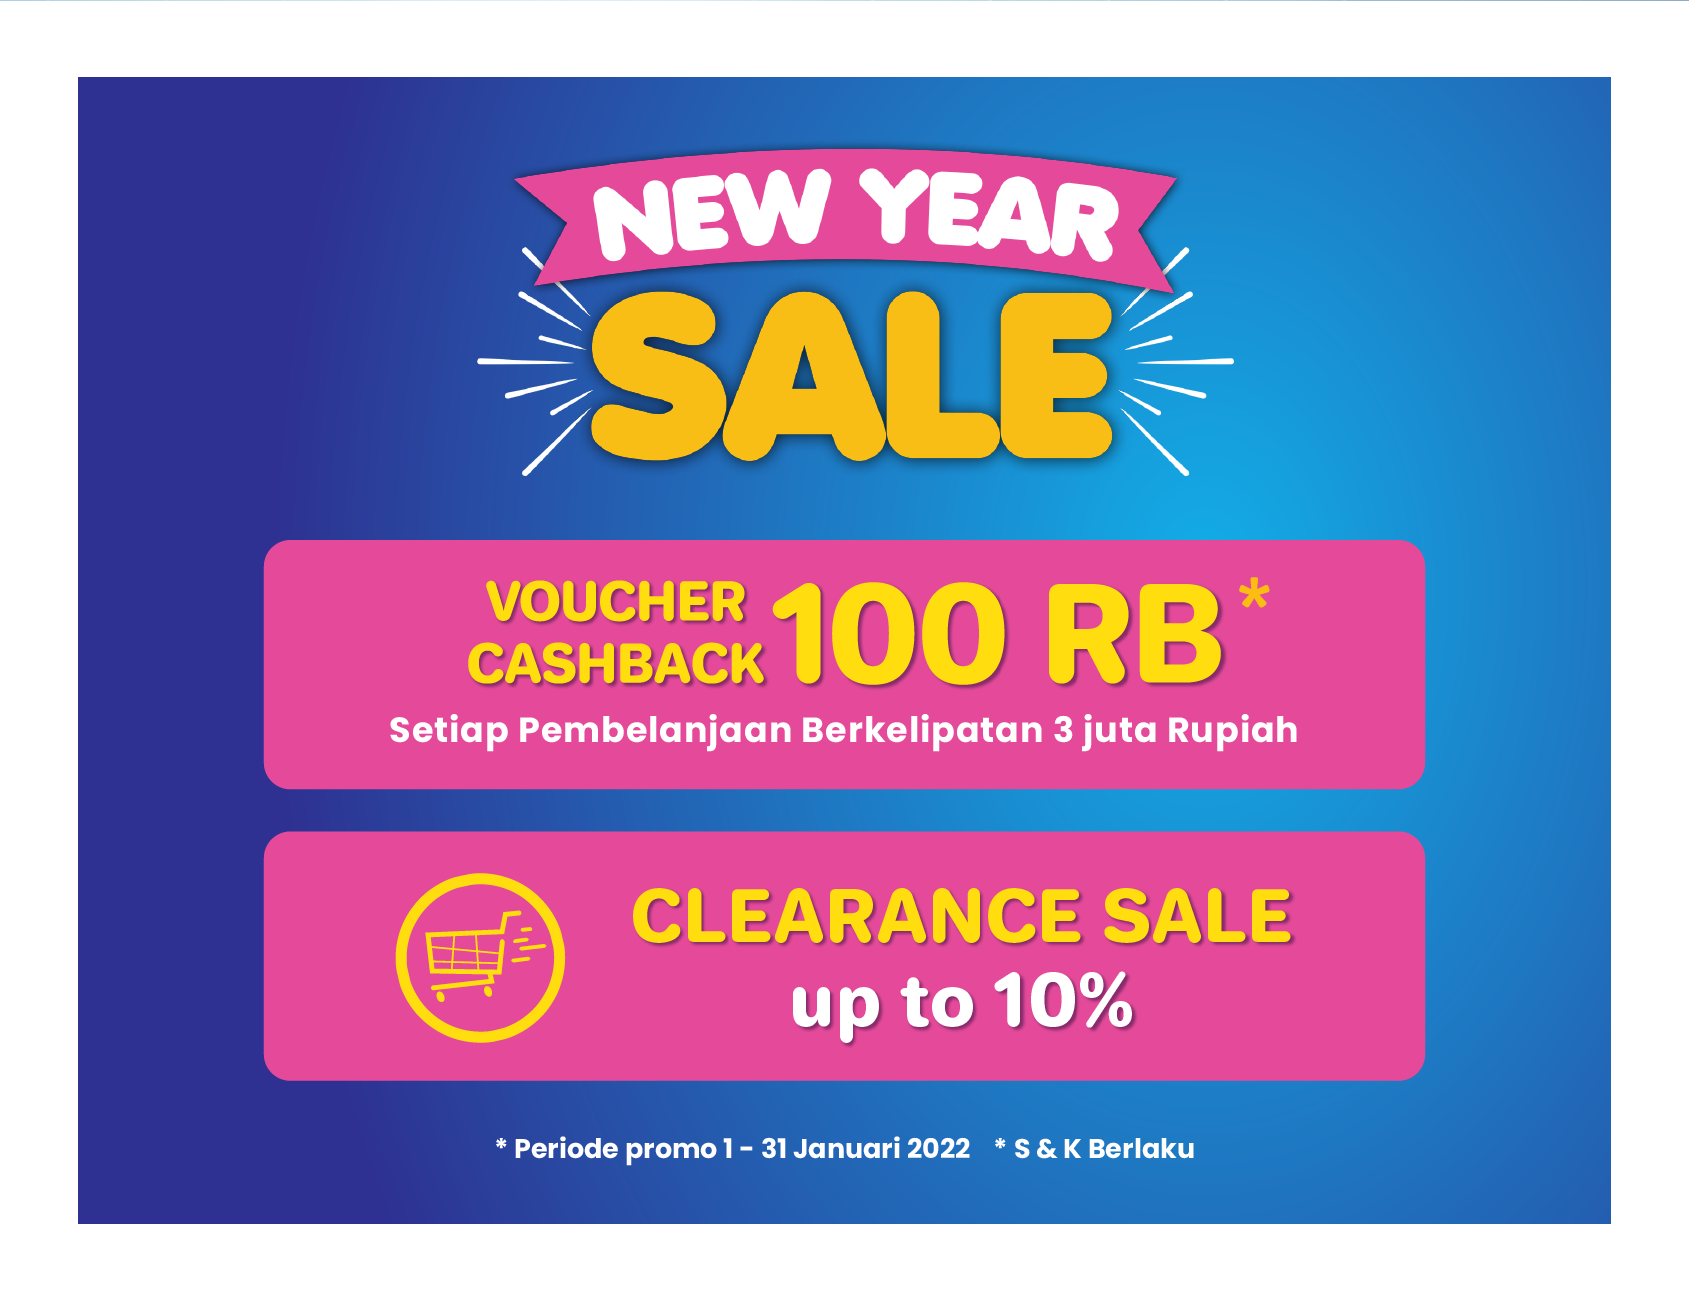 NEW YEAR
SALE
VOUCHER
CASHBACK
100 RB*
Setiap Pembelanjaan Berkelipatan 3 juta Rupiah
CLEARANCE SALE
up to 10%
* Periode promo 1 - 31 Januari 2022 * S & K Berlaku